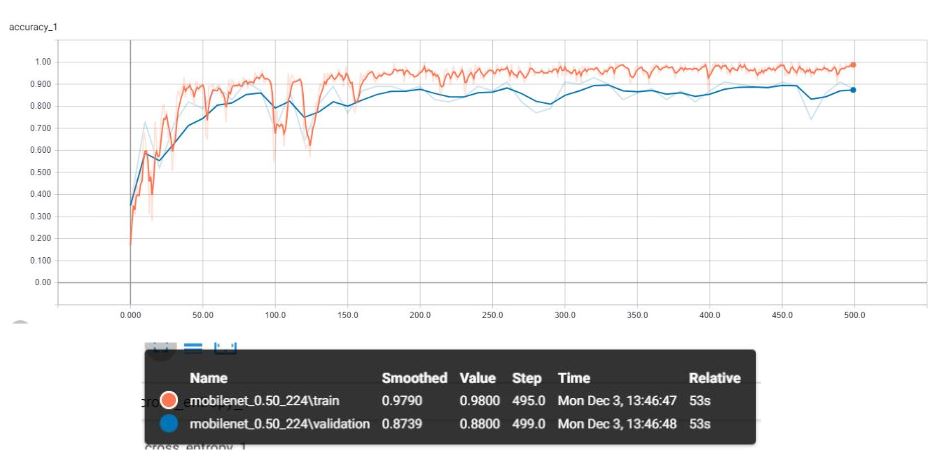 accuracy_1
1.00
0.900
0.800
0.700
0.600
0.500
0.400
0.300
0.200
0.100
0.00
0.000 50.00 100.0 150.0 200.0 250.0 300.0 350.0 400.0 450.0 500.0
Name Smoothed Value Step Time Relative
mobilenet_0.50_224\train 0.9790 0.9800 495.0 Mon Dec 3, 13:46:47 53s
mobilenet_0.50_224\validation 0.8739 0.8800 499.0 Mon Dec 3, 13:46:48 53s
cross_entropy_1